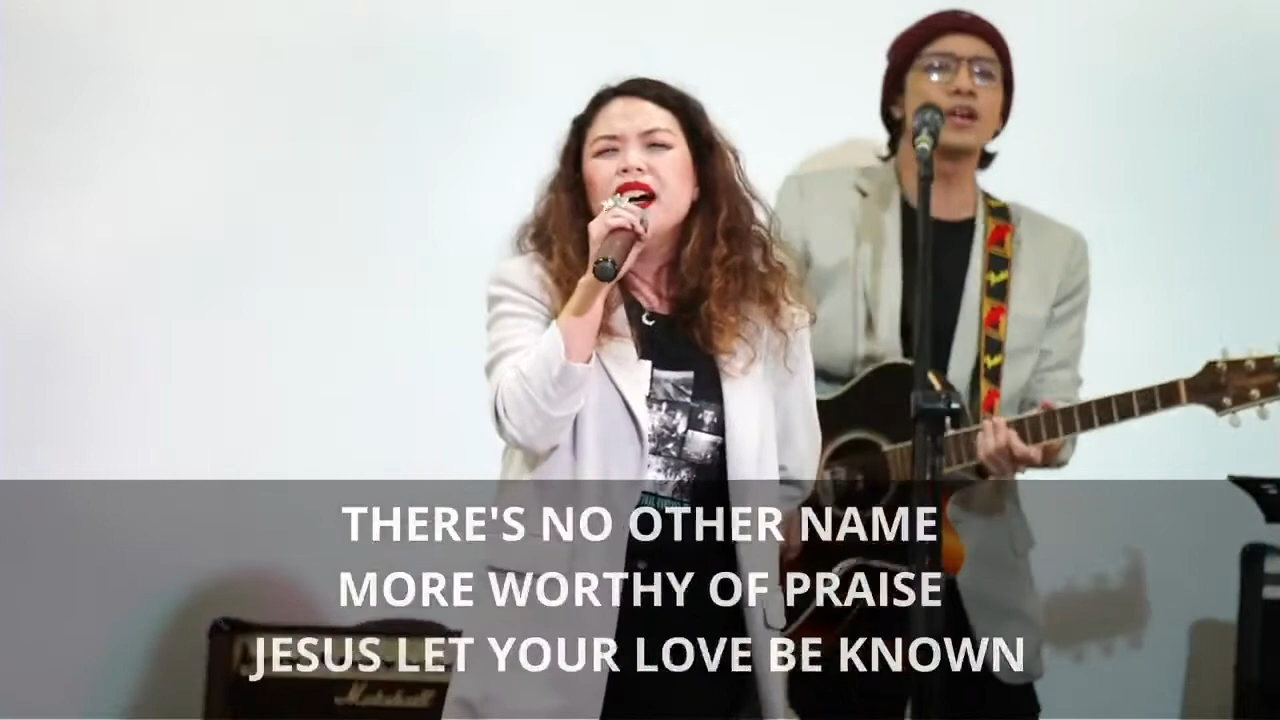 THERE'S NO OTHER NAME
MORE WORTHY OF PRAISE
JESUS LET YOUR LOVE BE KNOWN
Marshall